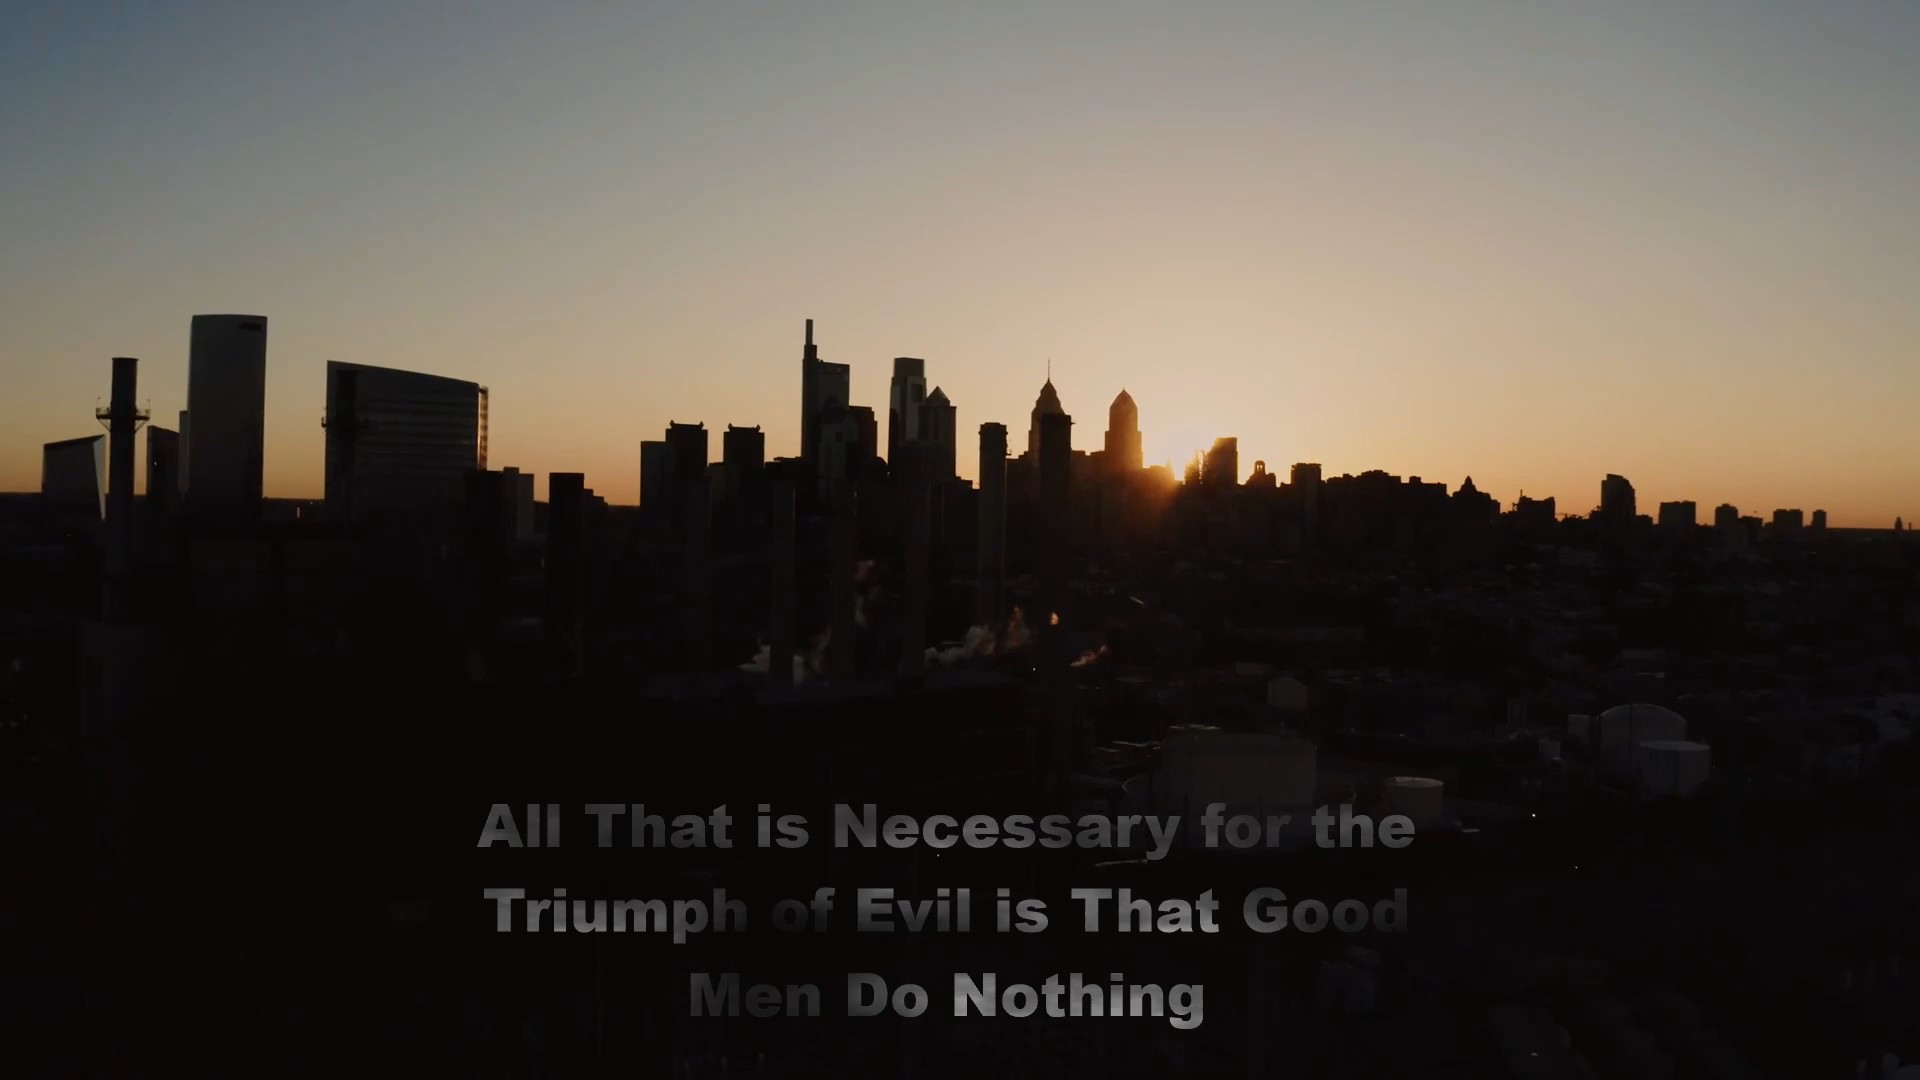 All That is Necessary for the
Triumph of Evil is That Good
Men Do Nothing